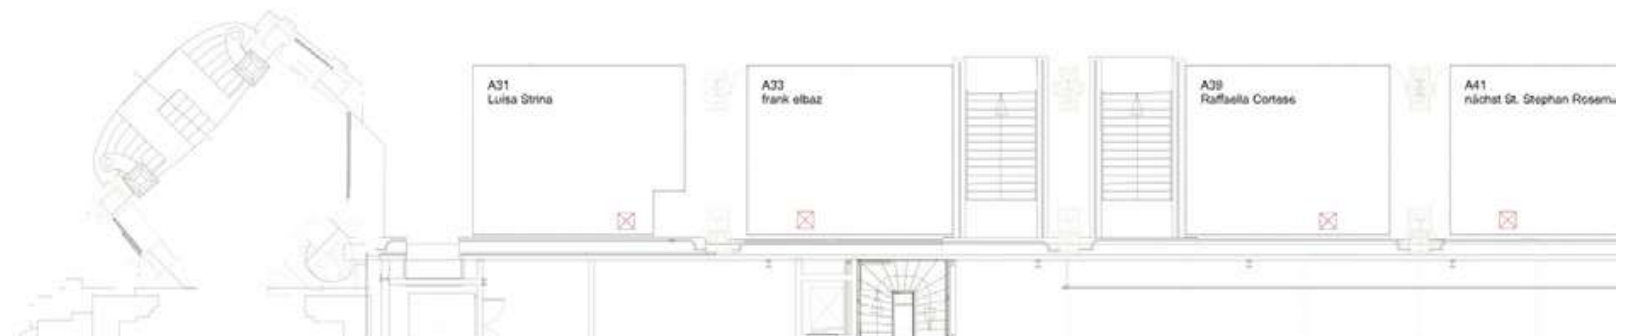 A31
Luisa Strina
A33
frank elbaz
A39
Raffaella Cortese
A41
nächst St. Stephan